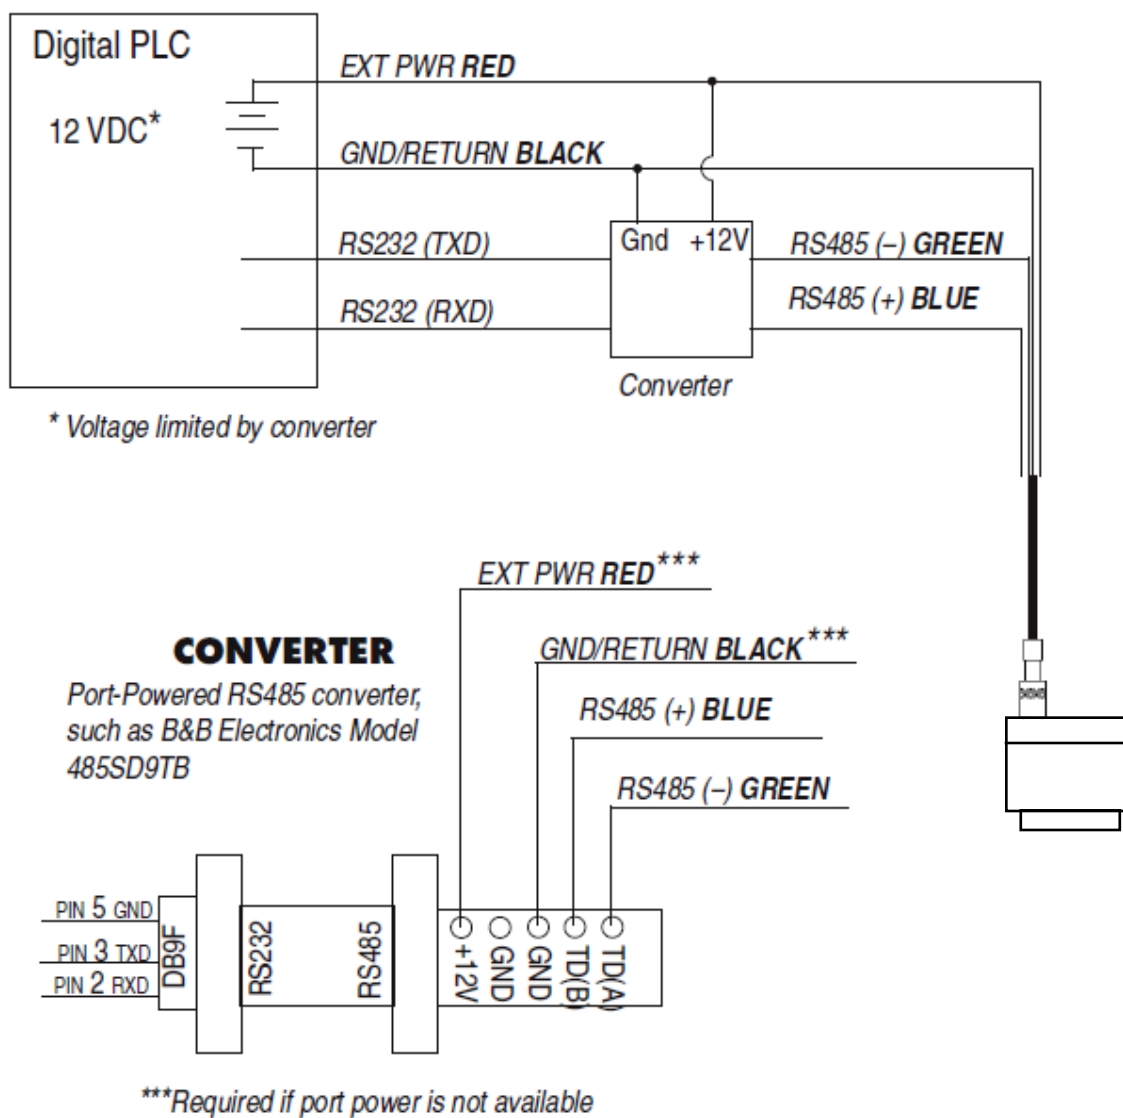 Digital PLC
12 VDC*
EXT PWR RED
GND/RETURN BLACK
RS232 (TXD)
RS232 (RXD)
Gnd +12V
RS485 (–) GREEN
RS485 (+) BLUE
Converter
* Voltage limited by converter
EXT PWR RED***
GND/RETURN BLACK***
RS485 (+) BLUE
RS485 (–) GREEN
CONVERTER
Port-Powered RS485 converter,
such as B&B Electronics Model
485SD9TB
PIN 5 GND
PIN 3 TXD
PIN 2 RXD
DB9F
RS232
RS485
+12V
GND
GND
TD(B)
TD(A)
***Required if port power is not available